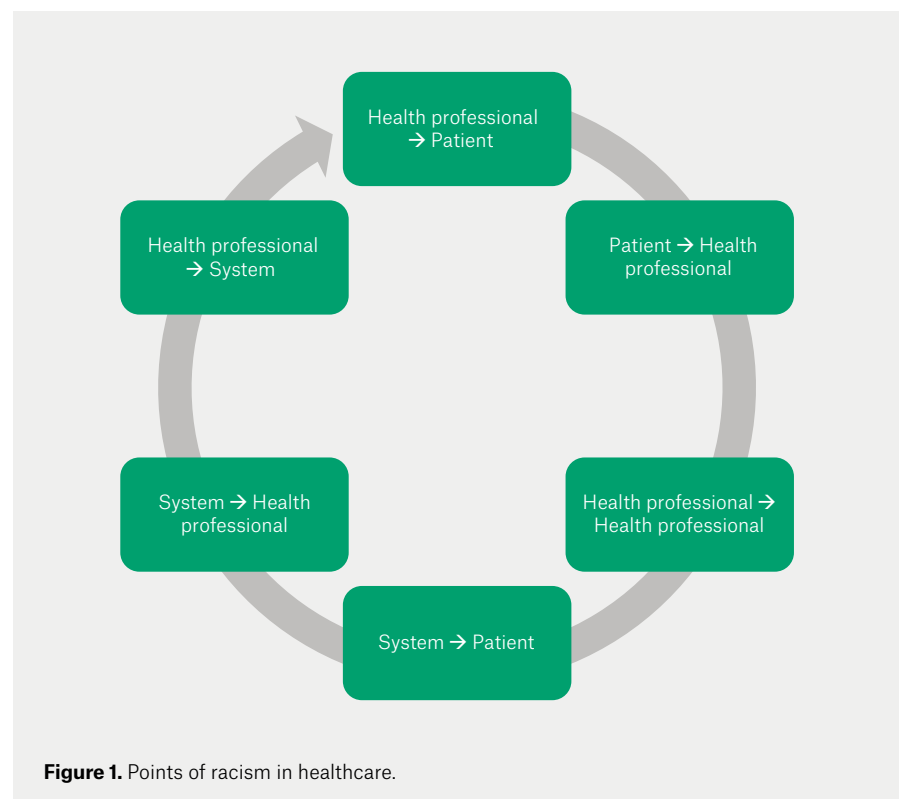 Health professional
→ Patient
Patient → Health
professional
Health professional →
Health professional
System → Patient
System → Health
professional
Health professional
→ System
Figure 1. Points of racism in healthcare.